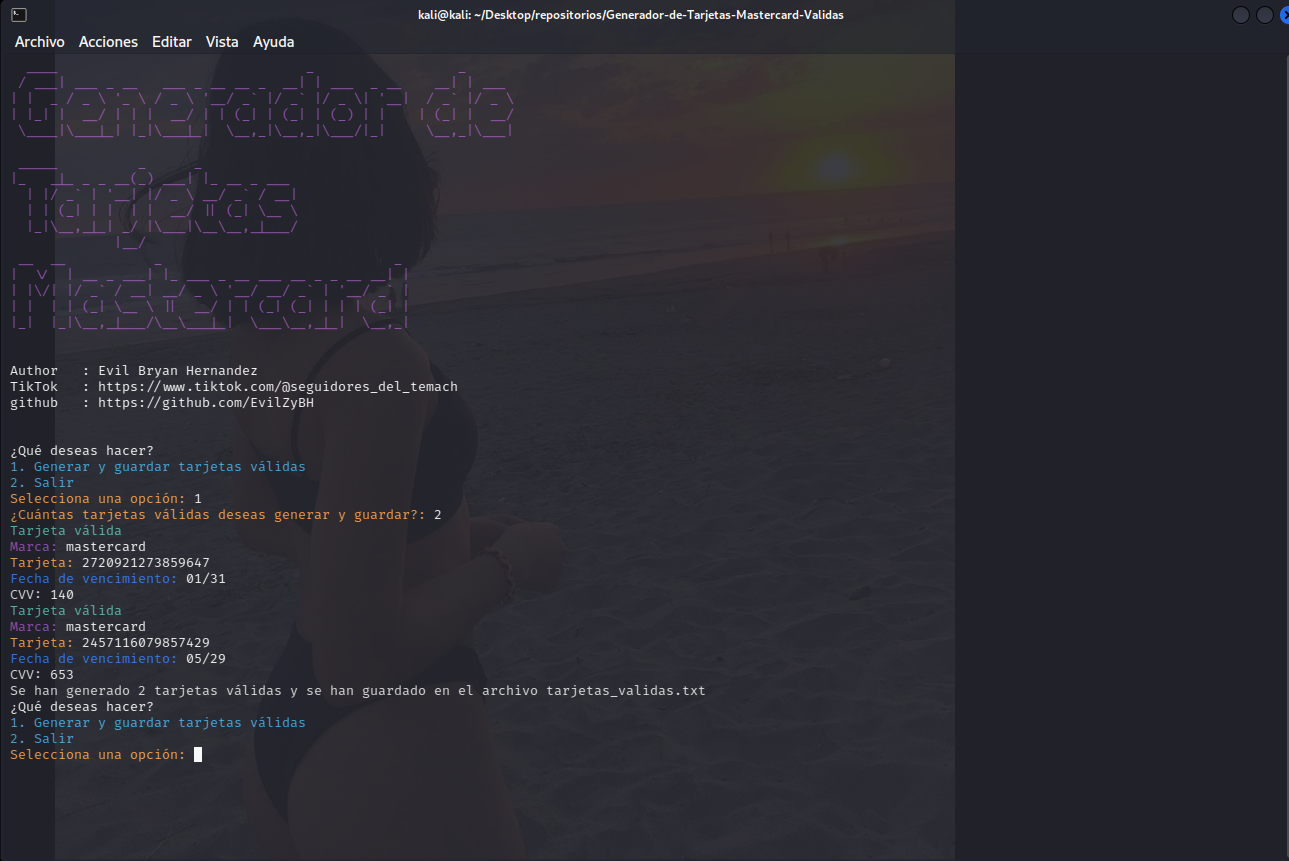 kali@kali: ~/Desktop/repositorios/Generador-de-Tarjetas-Mastercard-Validas
Archivo Acciones Editar Vista Ayuda
Generador de
Tarjetas
Mastercard
Author : Evil Bryan Hernandez
TikTok : https://www.tiktok.com/@seguidores_del_temach
github : https://github.com/EvilZyBH
¿Qué deseas hacer?
1. Generar y guardar tarjetas válidas
2. Salir
Selecciona una opción: 1
¿Cuántas tarjetas válidas deseas generar y guardar?: 2
Tarjeta válida
Marca: mastercard
Tarjeta: 2720921273859647
Fecha de vencimiento: 01/31
CVV: 140
Tarjeta válida
Marca: mastercard
Tarjeta: 2457116079857429
Fecha de vencimiento: 05/29
CVV: 653
Se han generado 2 tarjetas válidas y se han guardado en el archivo tarjetas_validas.txt
¿Qué deseas hacer?
1. Generar y guardar tarjetas válidas
2. Salir
Selecciona una opción: